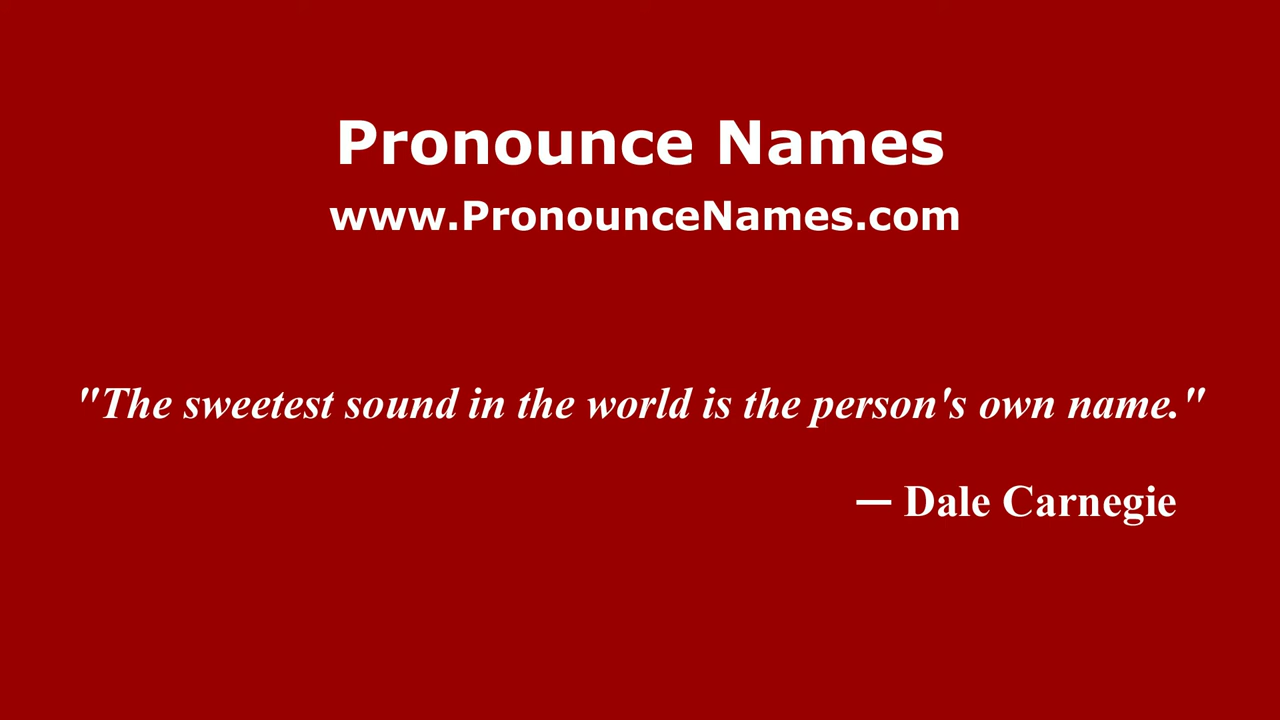 Pronounce Names
www.PronounceNames.com
"The sweetest sound in the world is the person's own name."
— Dale Carnegie